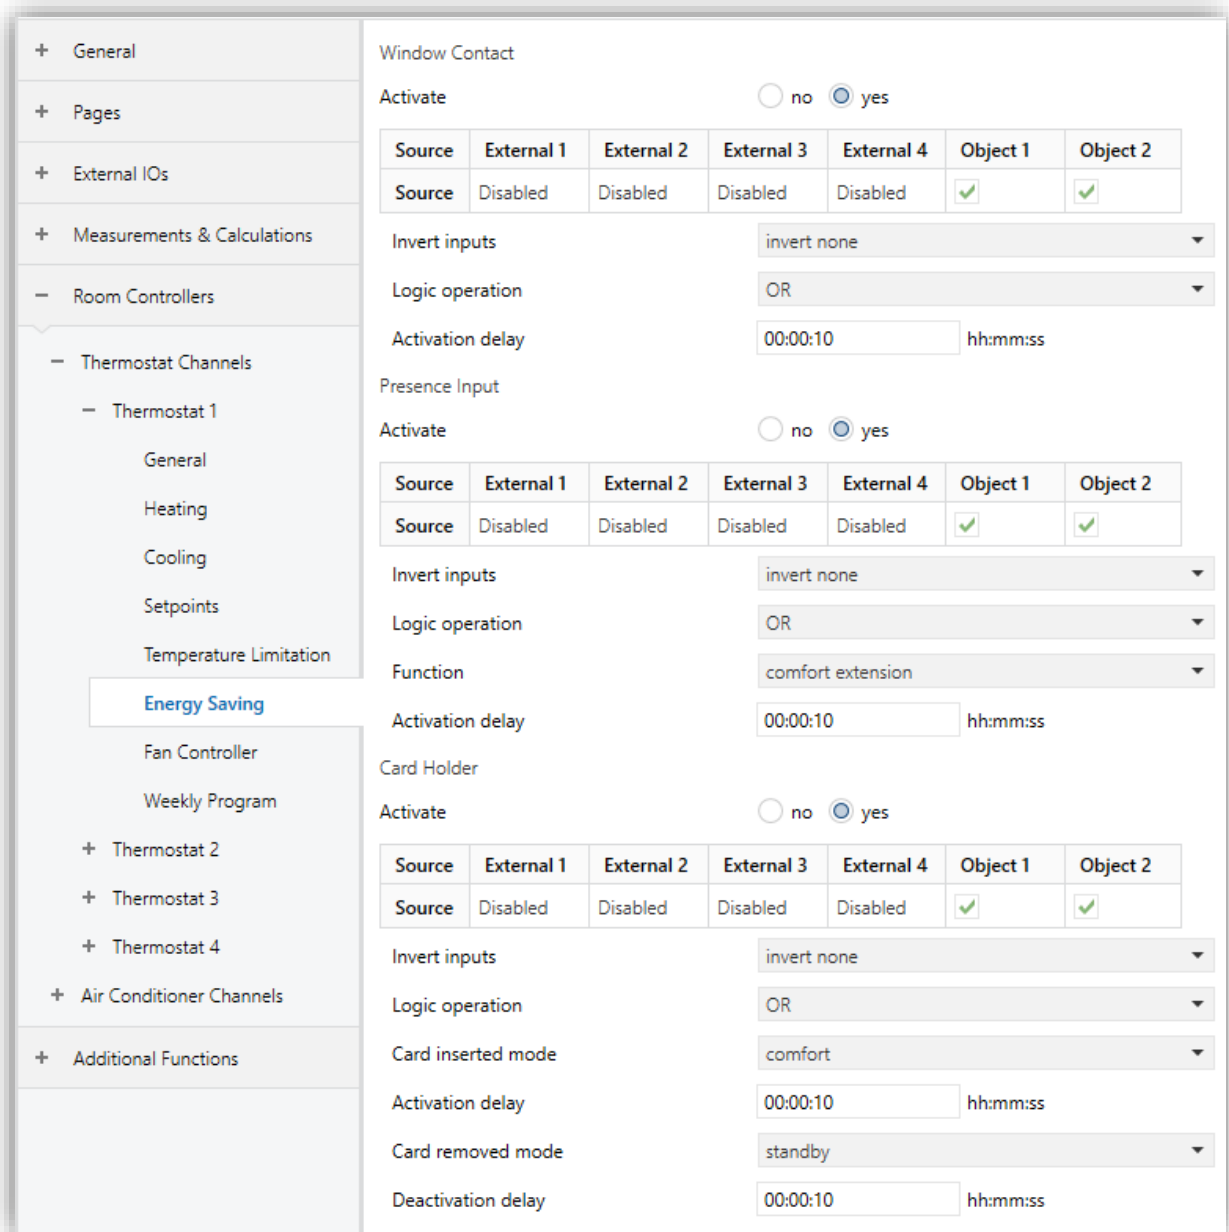 General
Pages
External IOs
Measurements & Calculations
Room Controllers
Thermostat Channels
Thermostat 1
General
Heating
Cooling
Setpoints
Temperature Limitation
Energy Saving
Fan Controller
Weekly Program
Thermostat 2
Thermostat 3
Thermostat 4
Air Conditioner Channels
Additional Functions
Window Contact
Activate no yes
Source External 1 External 2 External 3 External 4 Object 1 Object 2
Source Disabled Disabled Disabled Disabled
Invert inputs invert none
Logic operation OR
Activation delay 00:00:10 hh:mm:ss
Presence Input
Activate no yes
Source External 1 External 2 External 3 External 4 Object 1 Object 2
Source Disabled Disabled Disabled Disabled
Invert inputs invert none
Logic operation OR
Function comfort extension
Activation delay 00:00:10 hh:mm:ss
Card Holder
Activate no yes
Source External 1 External 2 External 3 External 4 Object 1 Object 2
Source Disabled Disabled Disabled Disabled
Invert inputs invert none
Logic operation OR
Card inserted mode comfort
Activation delay 00:00:10 hh:mm:ss
Card removed mode standby
Deactivation delay 00:00:10 hh:mm:ss